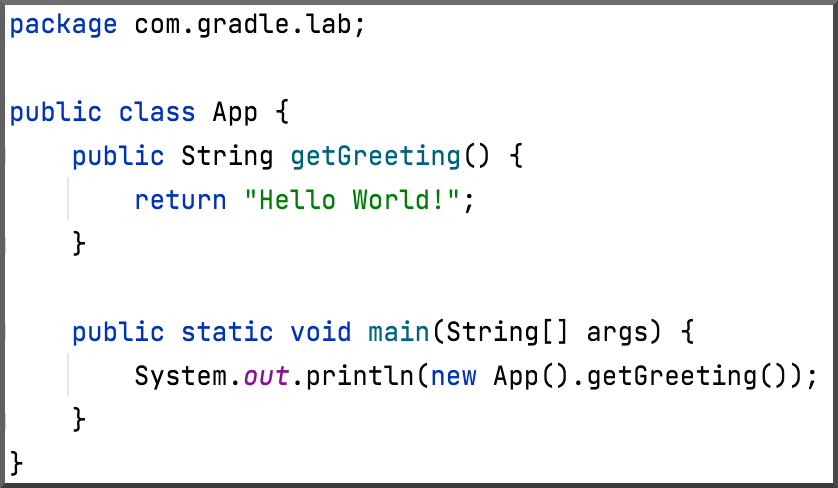 package com.gradle.lab;
public class App {
    public String getGreeting() {
        return "Hello World!";
    }
    public static void main(String[] args) {
        System.out.println(new App().getGreeting());
    }
}